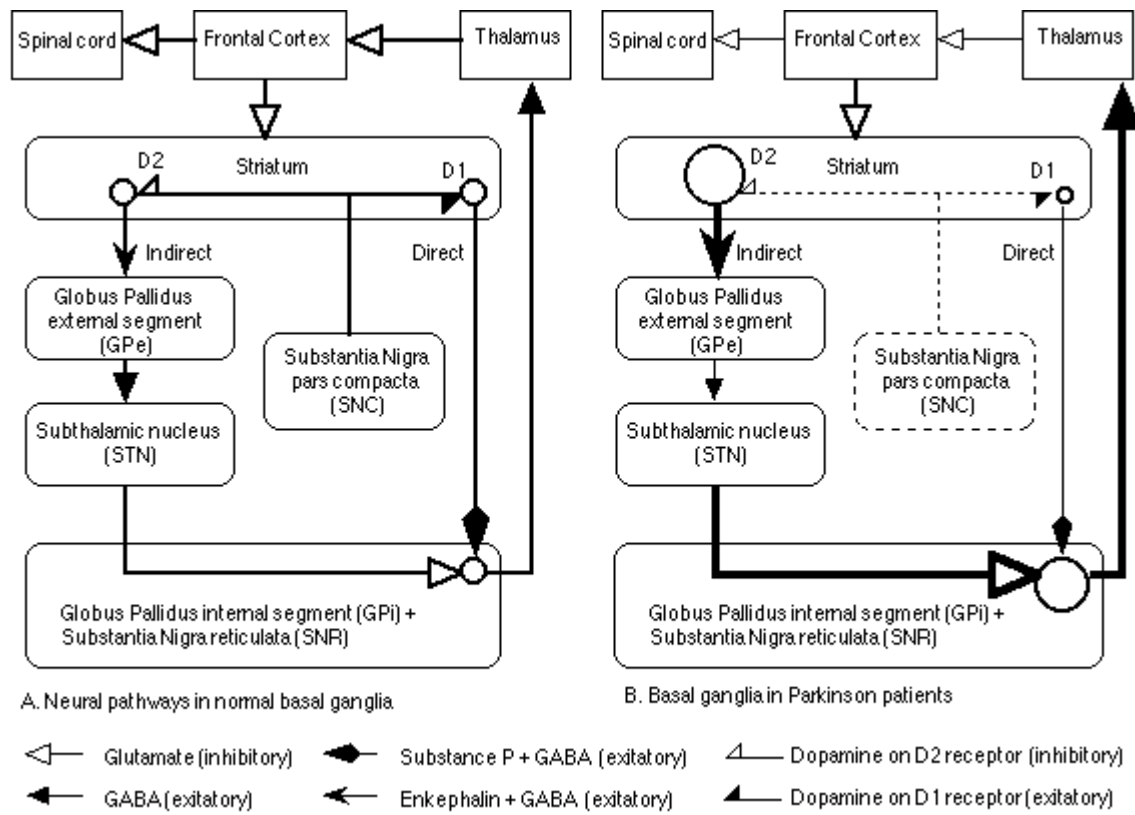 Spinal cord
Frontal Cortex
Thalamus
D2
Striatum
D1
Indirect
Direct
Globus Pallidus
external segment
(GPe)
Substantia Nigra
pars compacta
(SNC)
Subthalamic nucleus
(STN)
Globus Pallidus internal segment (GPi) +
Substantia Nigra reticulata (SNR)
A. Neural pathways in normal basal ganglia
Spinal cord
Frontal Cortex
Thalamus
D2
Striatum
D1
Indirect
Direct
Globus Pallidus
external segment
(GPe)
Substantia Nigra
pars compacta
(SNC)
Subthalamic nucleus
(STN)
Globus Pallidus internal segment (GPi) +
Substantia Nigra reticulata (SNR)
B. Basal ganglia in Parkinson patients
Glutamate (inhibitory)
Substance P + GABA (exitatory)
Dopamine on D2 receptor (inhibitory)
GABA (exitatory)
Enkephalin + GABA (exitatory)
Dopamine on D1 receptor (exitatory)